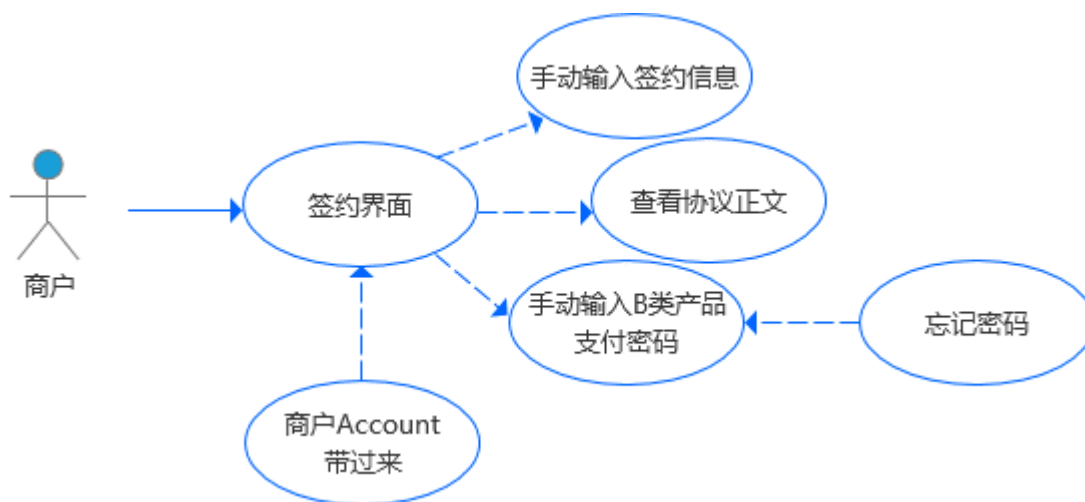 手动输入签约信息
签约界面
查看协议正文
商户
手动输入B类产品
支付密码
忘记密码
商户Account
带过来